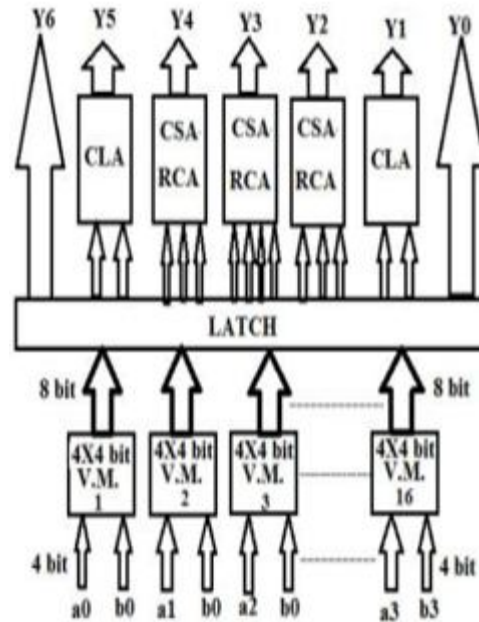 Y6 Y5 Y4 Y3 Y2 Y1 Y0
CLA CSA CSA CSA CLA
RCA RCA RCA
LATCH
8 bit 8 bit
4X4 bit 4X4 bit 4X4 bit 4X4 bit
V.M. V.M. V.M. V.M.
1 2 3 16
4 bit 4 bit
a0 b0 a1 b0 a2 b0 a3 b3